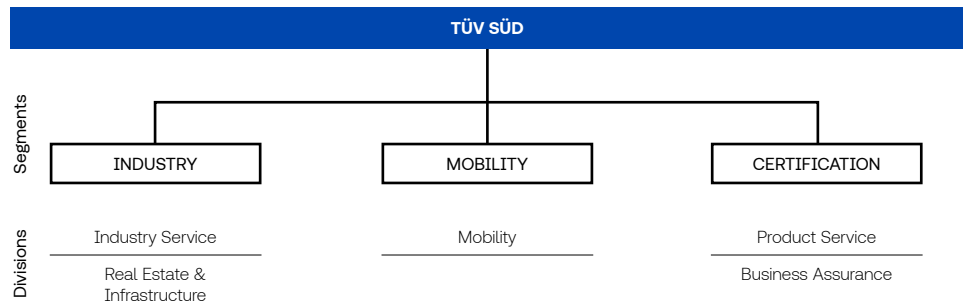 TÜV SÜD
Segments
INDUSTRY
MOBILITY
CERTIFICATION
Divisions
Industry Service
Mobility
Product Service
Real Estate &
Infrastructure
Business Assurance